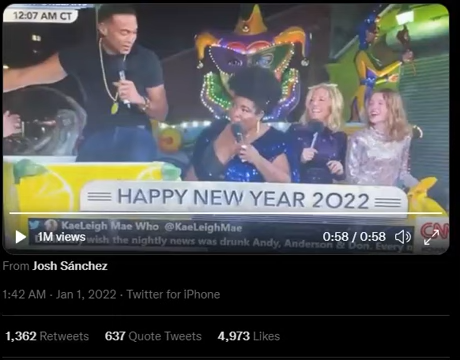 12:07 AM CT
HAPPY NEW YEAR 2022
KaeLeigh Mae Who @KaeLeighMae
wish the nightly news was drunk Andy, Anderson & Don. Every
CNN
1M views
0:58 / 0:58
From Josh Sánchez
1:42 AM · Jan 1, 2022 · Twitter for iPhone
1,362 Retweets 637 Quote Tweets 4,973 Likes